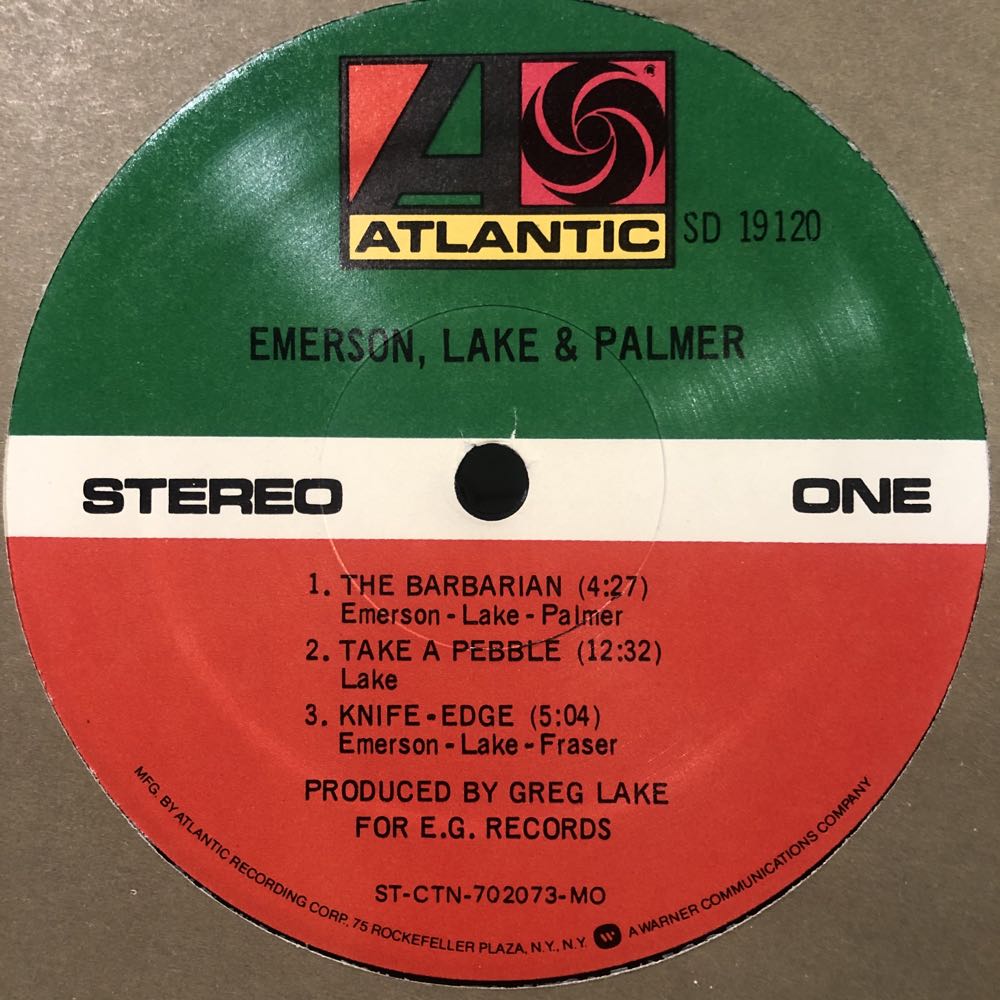 ATLANTIC
SD 19120
EMERSON, LAKE & PALMER
STEREO
ONE
1. THE BARBARIAN (4:27)
Emerson-Lake-Palmer
2. TAKE A PEBBLE (12:32)
Lake
3. KNIFE-EDGE (5:04)
Emerson-Lake-Fraser
PRODUCED BY GREG LAKE
FOR E.G. RECORDS
ST-CTN-702073-MO
MFG. BY ATLANTIC RECORDING CORP., 75 ROCKEFELLER PLAZA, N.Y., N.Y. A WARNER COMMUNICATIONS COMPANY